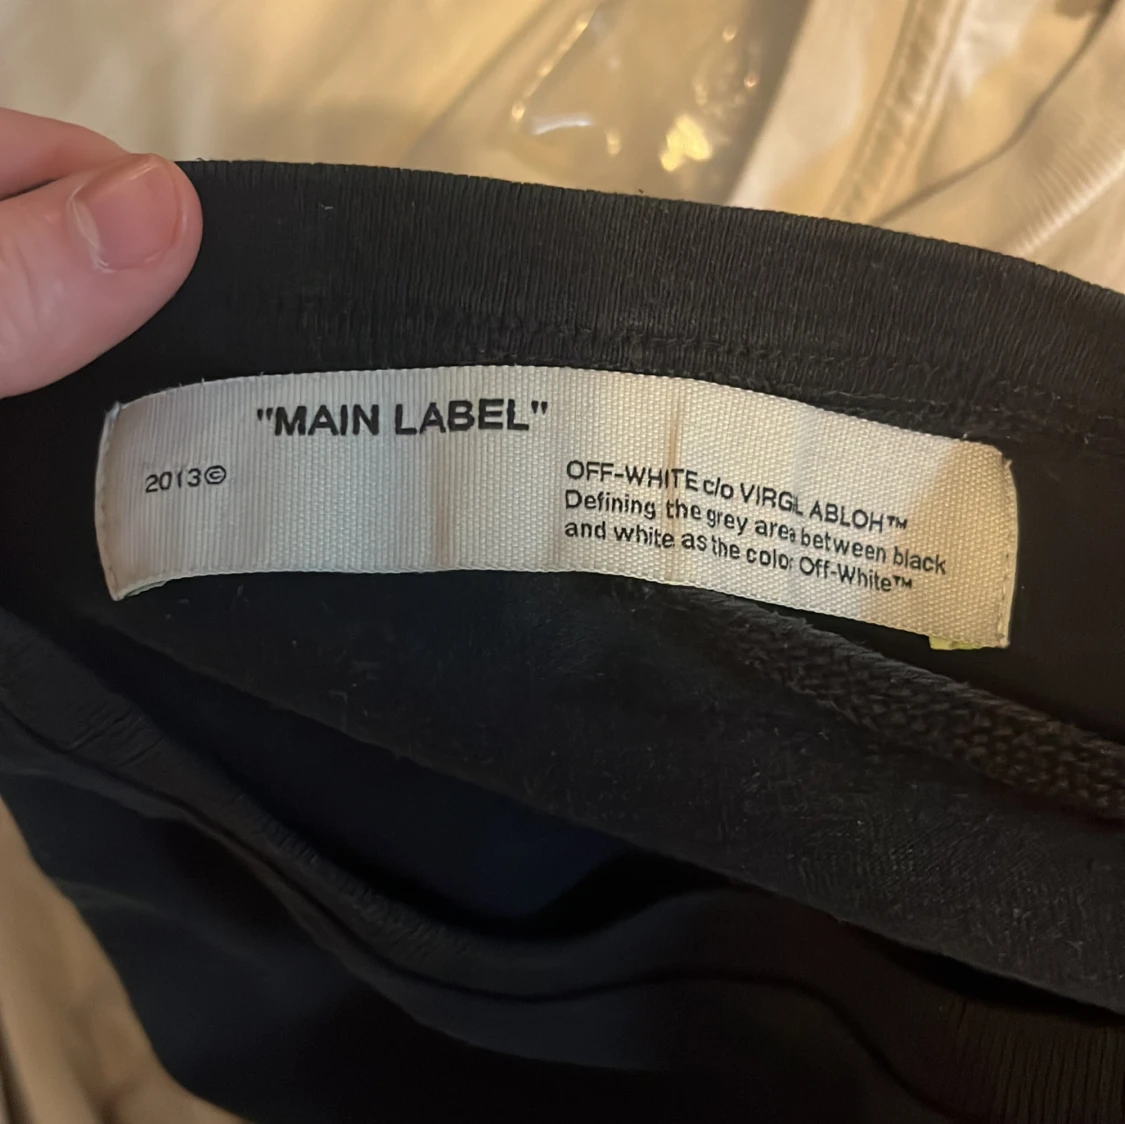 "MAIN LABEL"
2013©
OFF-WHITE c/o VIRGIL ABLOH™
Defining the grey area between black
and white as the color Off-White™